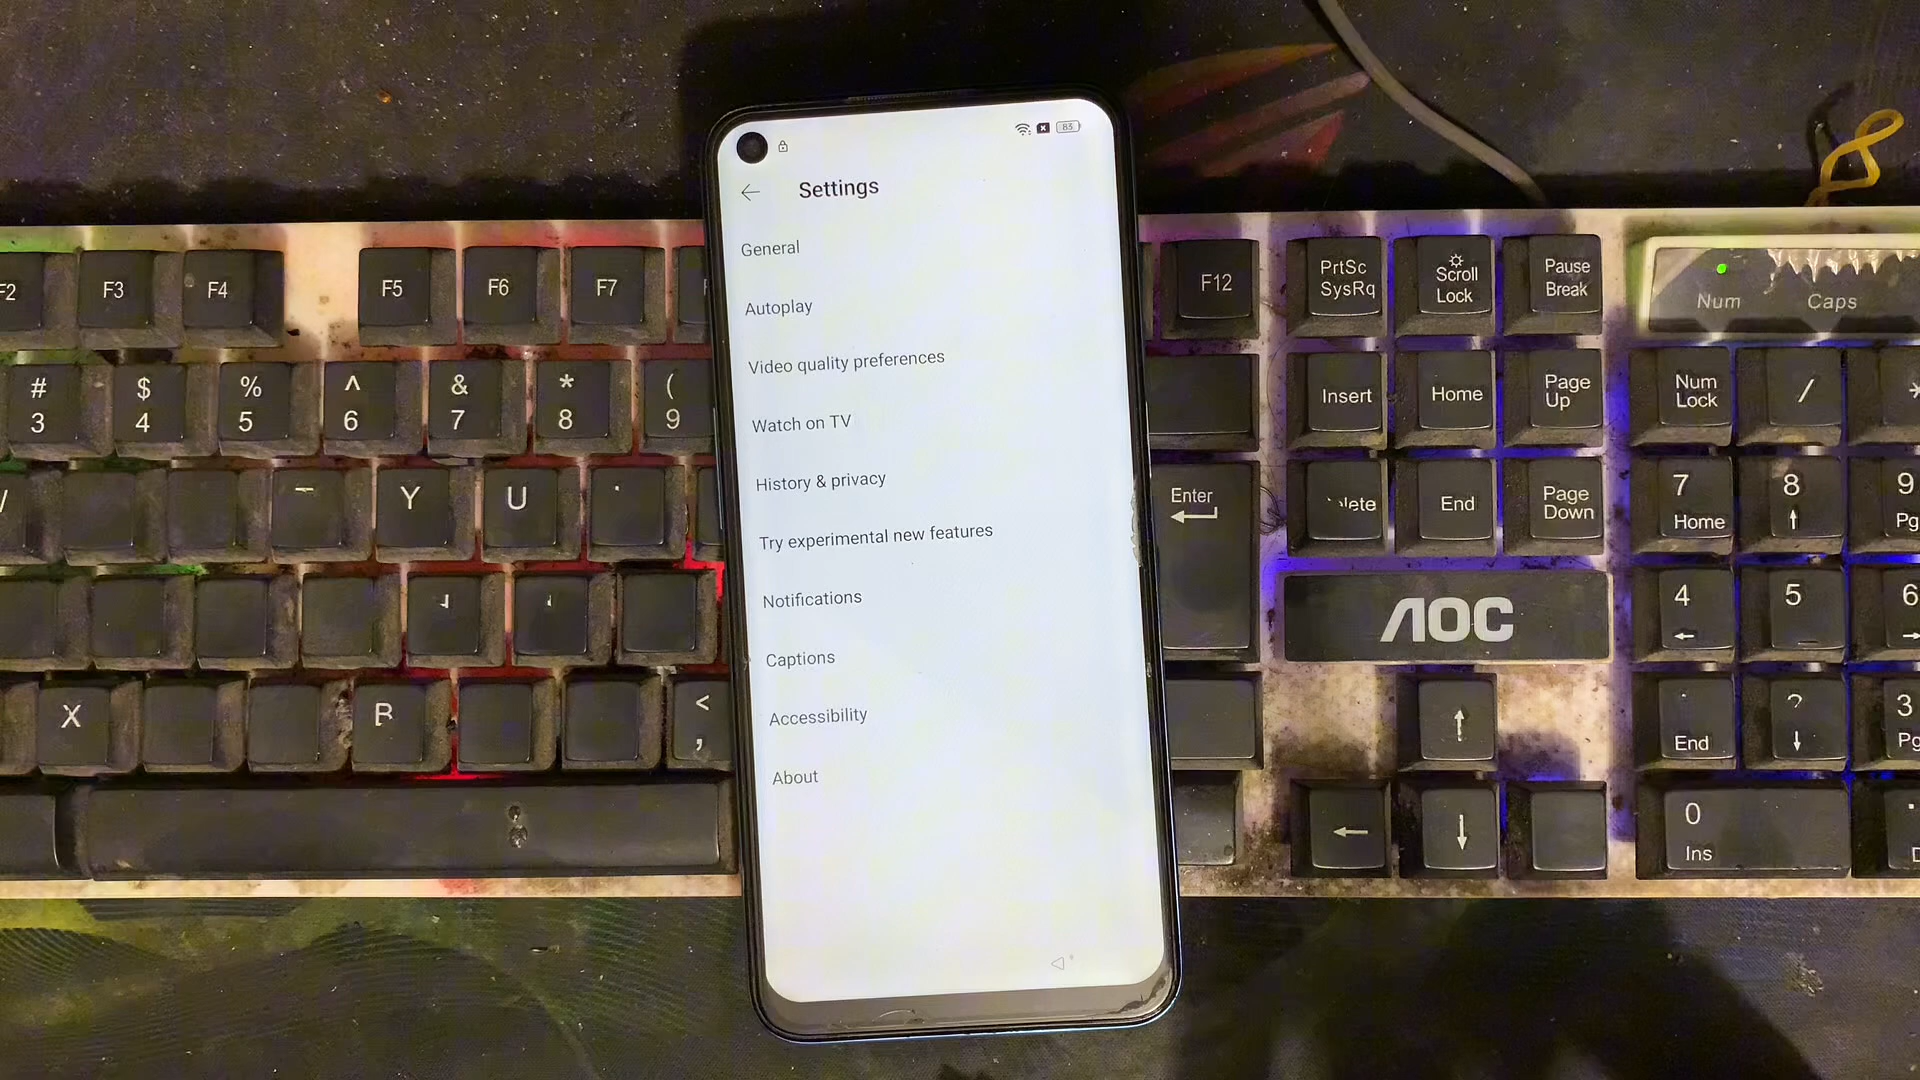 83
Settings
General
Autoplay
Video quality preferences
Watch on TV
History & privacy
Try experimental new features
Notifications
Captions
Accessibility
About
F3
F4
F5
F6
F7
F12
PrtSc
SysRq
Scroll
Lock
Pause
Break
Num
Caps
#
3
$
4
%
5
^
6
&
7
*
8
(
9
Insert
Home
Page
Up
Num
Lock
/
Y
U
Enter
End
Page
Down
7
Home
8
9
Pg
AOC
4
5
6
X
<
,
End
?
3
Pg
0
Ins